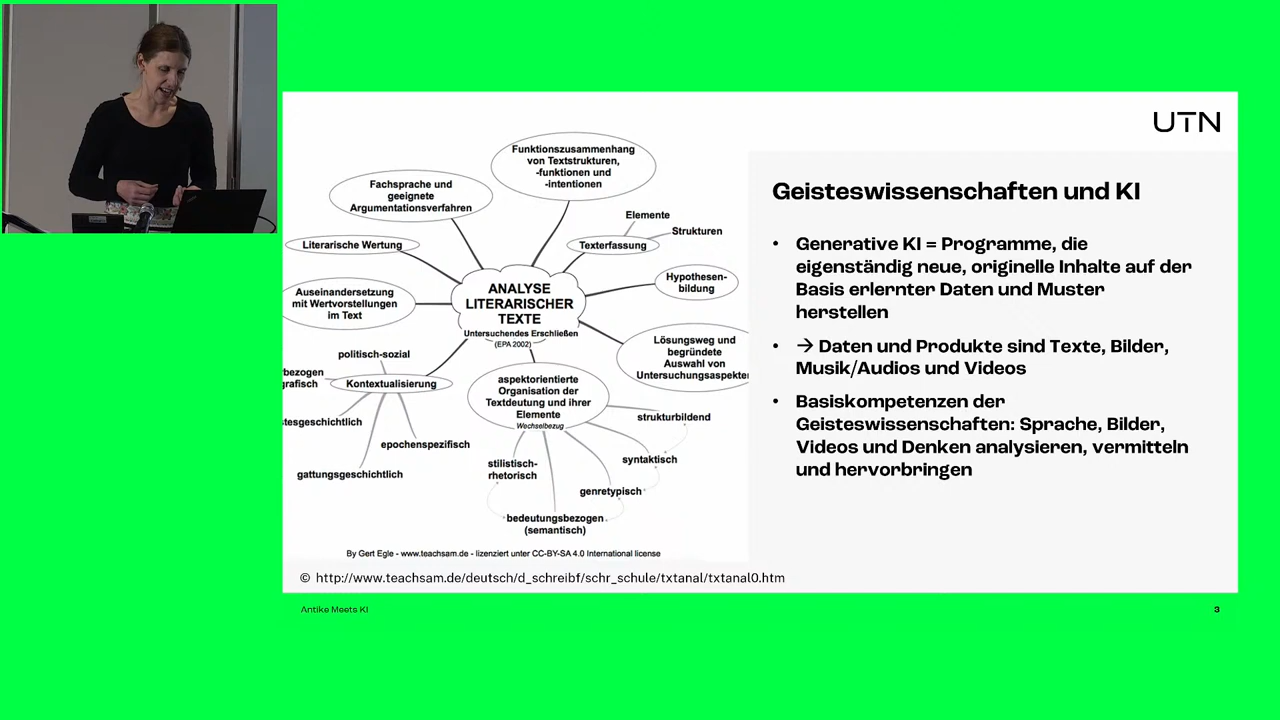 UTN
Funktionszusammenhang
von Textstrukturen,
-funktionen und
-intentionen
Fachsprache und
geeignete
Argumentationsverfahren
Elemente
Strukturen
Texterfassung
Literarische Wertung
Hypothesen-
bildung
ANALYSE
LITERARISCHER
TEXTE
Untersuchendes Erschließen
(EPA 2002)
Auseinandersetzung
mit Wertvorstellungen
im Text
Lösungsweg und
begründete
Auswahl von
Untersuchungsaspekter
politisch-sozial
rbezogen
grafisch
Kontextualisierung
aspektorientierte
Organisation der
Textdeutung und ihrer
Elemente
Wechselbezug
stesgeschichtlich
epochenspezifisch
gattungsgeschichtlich
strukturbildend
syntaktisch
stilistisch-
rhetorisch
genretypisch
bedeutungsbezogen
(semantisch)
By Gert Egle - www.teachsam.de - lizenziert unter CC-BY-SA 4.0 International license
© http://www.teachsam.de/deutsch/d_schreibf/schr_schule/txtanal/txtanal0.htm
Geisteswissenschaften und KI
• Generative KI = Programme, die
eigenständig neue, originelle Inhalte auf der
Basis erlernter Daten und Muster
herstellen
• → Daten und Produkte sind Texte, Bilder,
Musik/Audios und Videos
• Basiskompetenzen der
Geisteswissenschaften: Sprache, Bilder,
Videos und Denken analysieren, vermitteln
und hervorbringen
Antike Meets KI
3